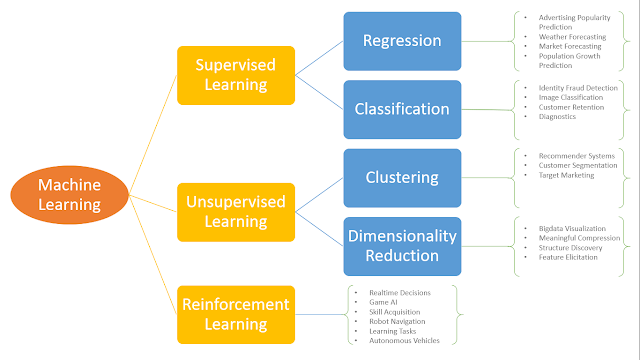 Machine
Learning
Supervised
Learning
Regression
• Advertising Popularity
Prediction
• Weather Forecasting
• Market Forecasting
• Population Growth
Prediction
Classification
• Identity Fraud Detection
• Image Classification
• Customer Retention
• Diagnostics
Unsupervised
Learning
Clustering
• Recommender Systems
• Customer Segmentation
• Target Marketing
Dimensionality
Reduction
• Bigdata Visualization
• Meaningful Compression
• Structure Discovery
• Feature Elicitation
Reinforcement
Learning
• Realtime Decisions
• Game AI
• Skill Acquisition
• Robot Navigation
• Learning Tasks
• Autonomous Vehicles